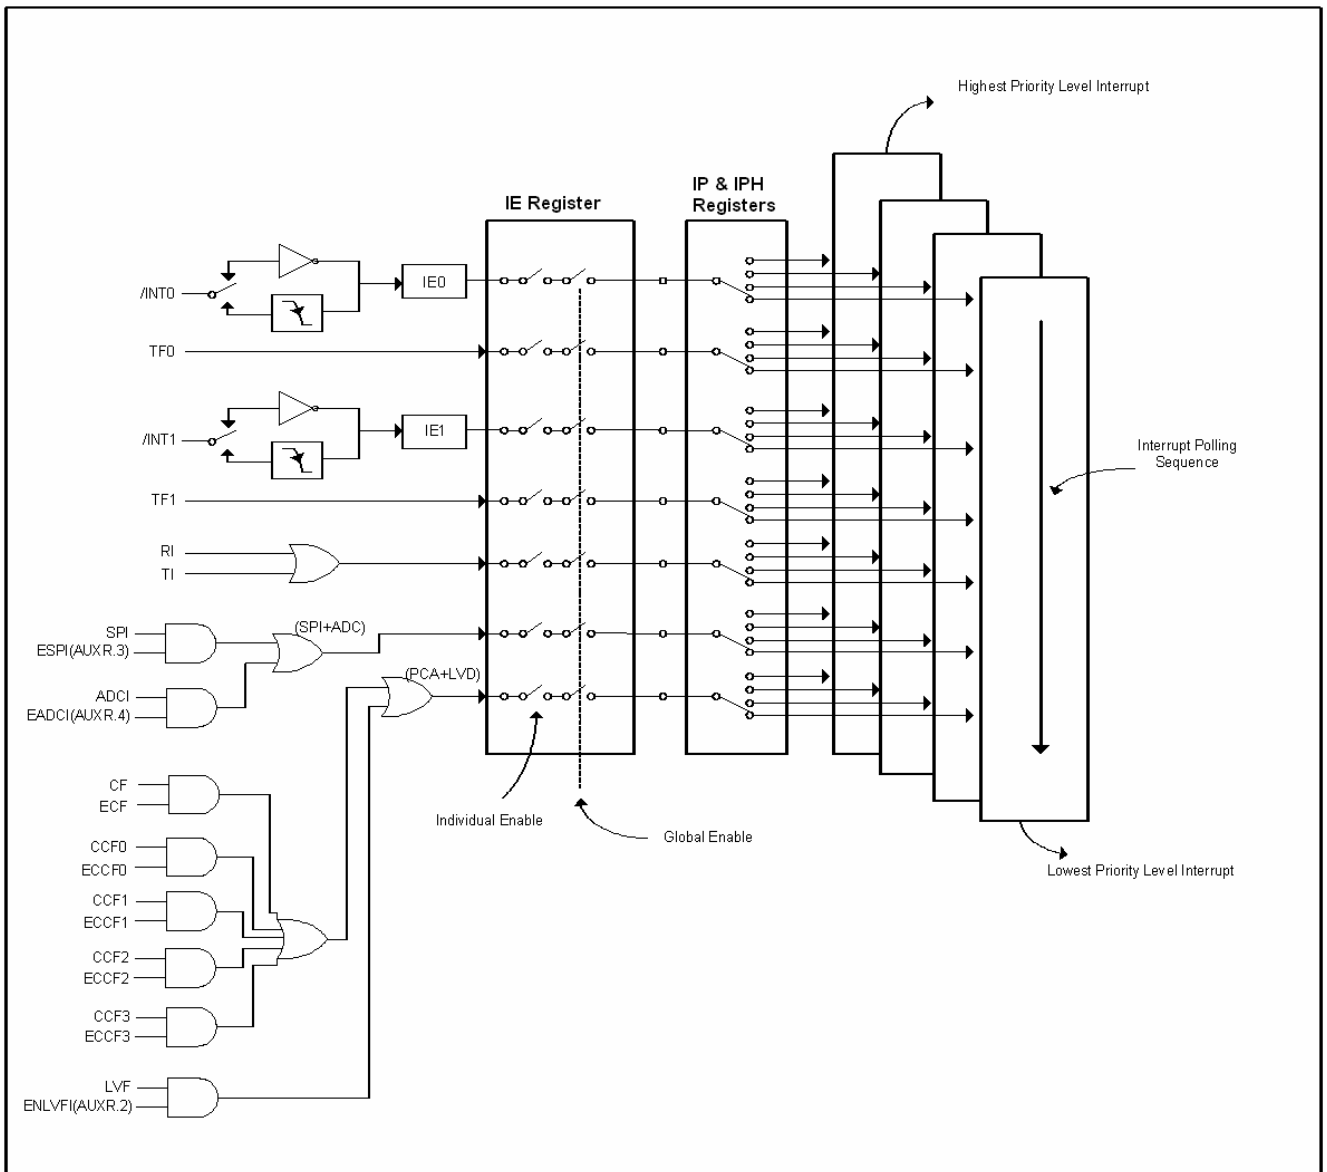 Highest Priority Level Interrupt
IE Register
IP & IPH
Registers
/INT0
IE0
TF0
/INT1
IE1
Interrupt Polling
Sequence
TF1
RI
TI
SPI
ESPI(AUXR.3)
(SPI+ADC)
ADCI
EADCI(AUXR.4)
(PCA+LVD)
CF
ECF
Individual Enable
Global Enable
CCF0
ECCF0
Lowest Priority Level Interrupt
CCF1
ECCF1
CCF2
ECCF2
CCF3
ECCF3
LVF
ENLVFI(AUXR.2)